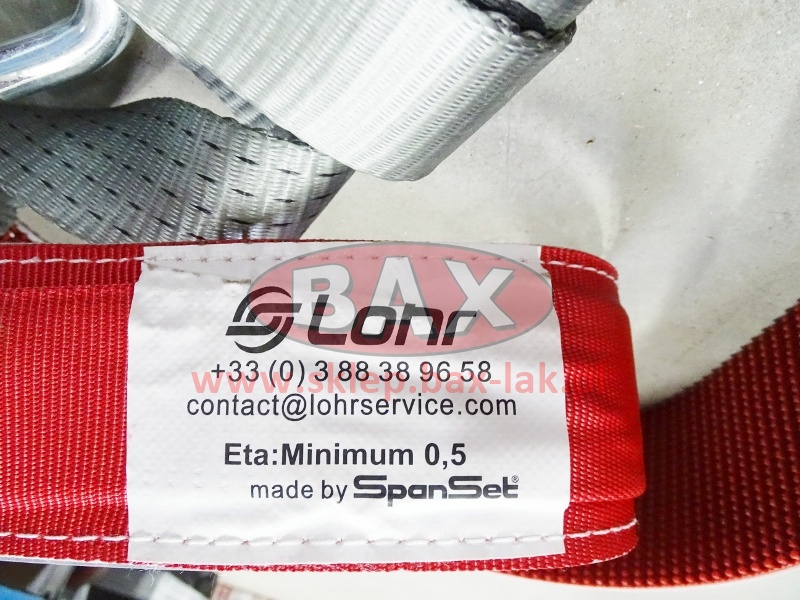 BAX
Lohr
+33 (0) 3 88 38 96 58
www.sklep.bax-lak.pl
contact@lohrservice.com
Eta:Minimum 0,5
made by SpanSet®